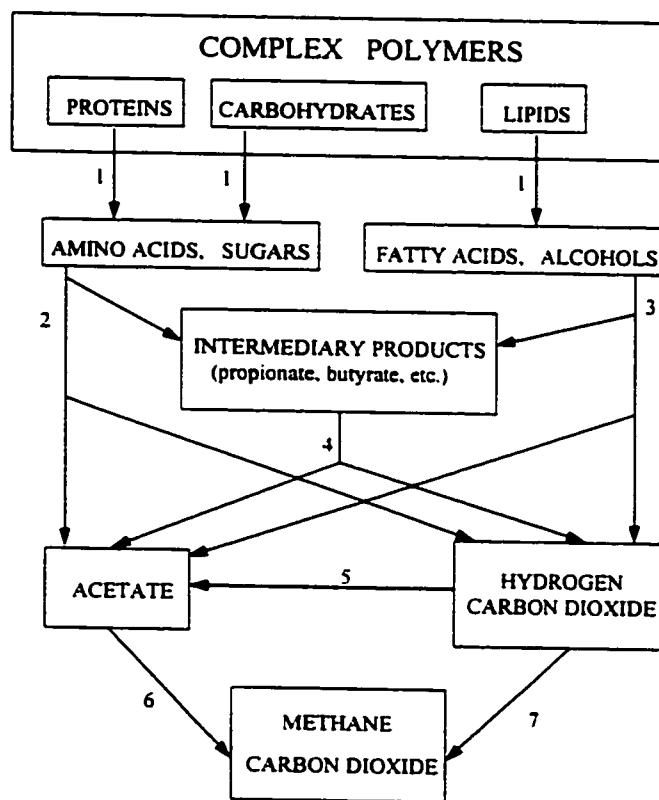 COMPLEX POLYMERS
PROTEINS
CARBOHYDRATES
LIPIDS
1
1
1
AMINO ACIDS, SUGARS
FATTY ACIDS, ALCOHOLS
2
3
INTERMEDIARY PRODUCTS
(propionate, butyrate, etc.)
4
ACETATE
5
HYDROGEN
CARBON DIOXIDE
6
7
METHANE
CARBON DIOXIDE